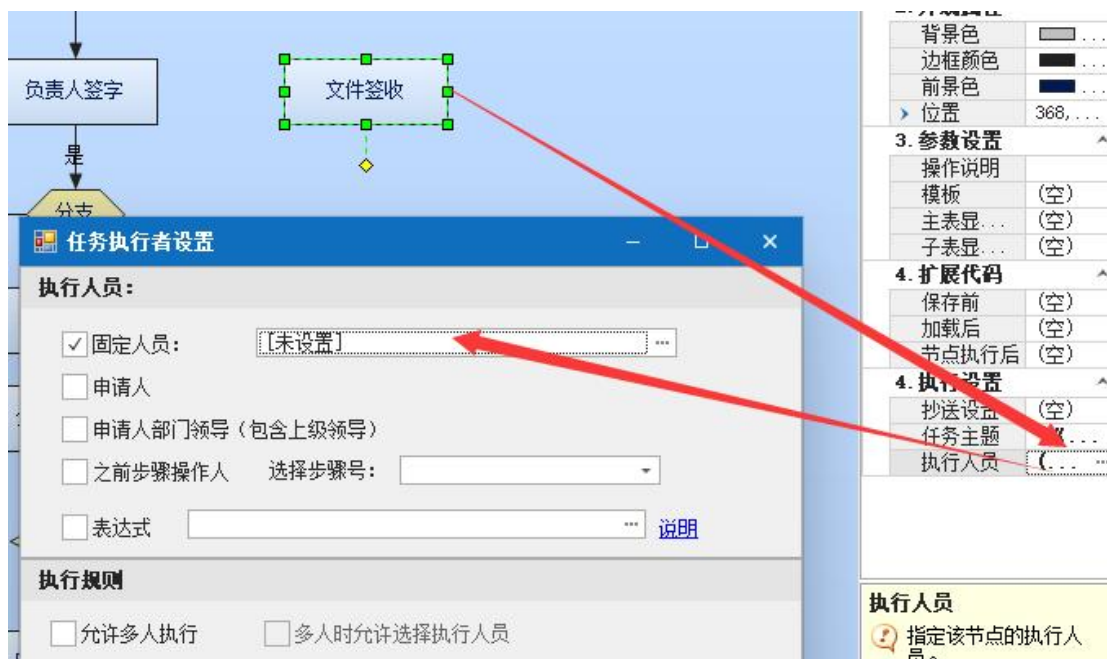 负责人签字
文件签收
是
分支
背景色 ...
边框颜色 ...
前景色 ...
位置 368,...
3. 参数设置
操作说明
模板 (空)
主表显... (空)
子表显... (空)
4. 扩展代码
保存前 (空)
加载后 (空)
节点执行后 (空)
4. 执行设置
抄送设置 (空)
任务主题 ...
执行人员 (... ...
任务执行者设置
执行人员:
固定人员: [未设置] ...
申请人
申请人部门领导(包含上级领导)
之前步骤操作人 选择步骤号:
表达式 ... 说明
执行规则
允许多人执行 多人时允许选择执行人员
执行人员
指定该节点的执行人
员。